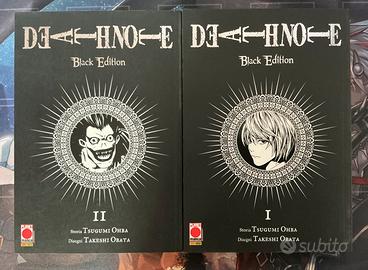 DEATH NOTE
Black Edition
II
Storia Tsugumi Ohba
Disegni Takeshi Obata
DEATH NOTE
Black Edition
I
Storia Tsugumi Ohba
Disegni Takeshi Obata
subito